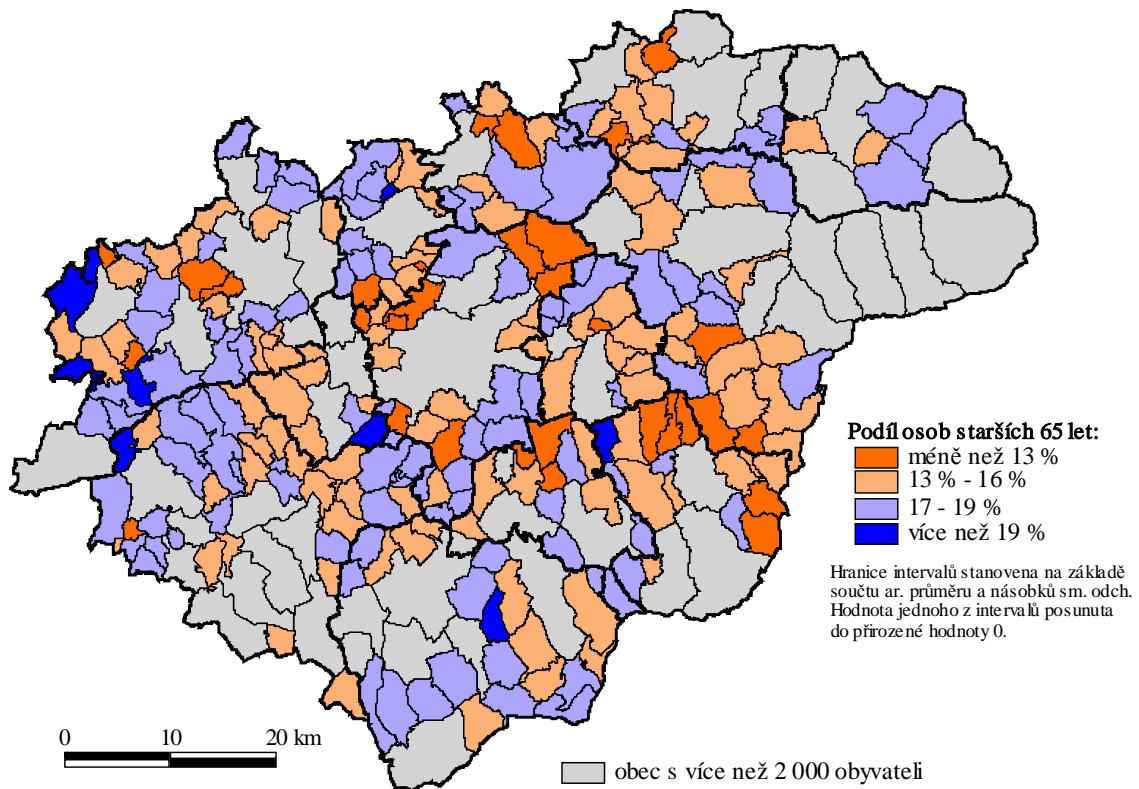 Podíl osob starších 65 let:
méně než 13 %
13 % - 16 %
17 - 19 %
více než 19 %
Hranice intervalů stanovena na základě
součtu ar. průměru a násobků sm. odch.
Hodnota jednoho z intervalů posunuta
do přirozené hodnoty 0.
0 10 20 km
obec s více než 2 000 obyvateli